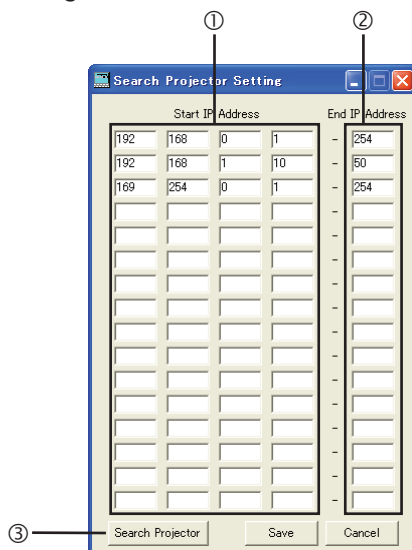 ① ②
Search Projector Setting
Start IP Address End IP Address
192 168 0 1 - 254
192 168 1 10 - 50
169 254 0 1 - 254
-
-
-
-
-
-
-
-
-
-
-
-
-
③ Search Projector Save Cancel